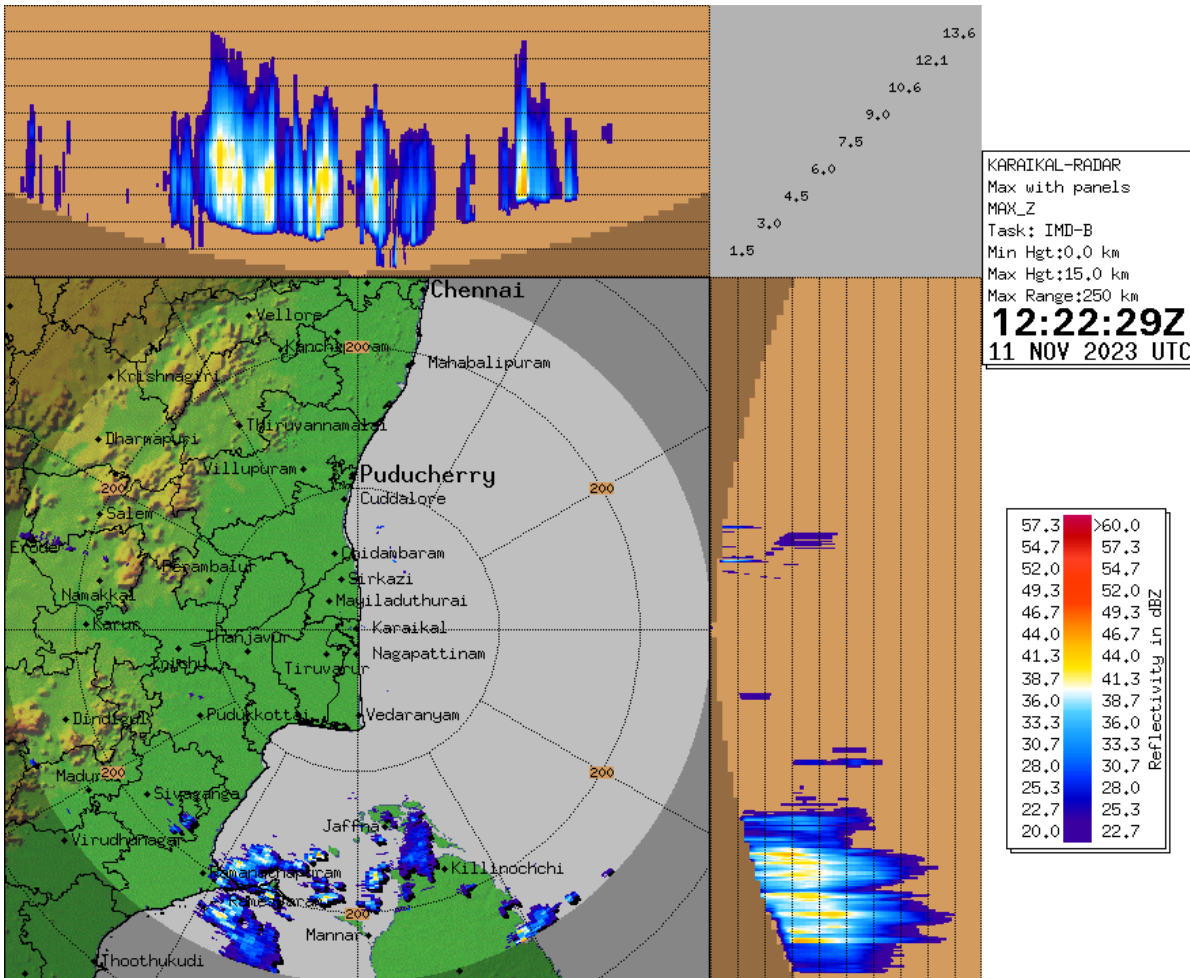 13.6
12.1
10.6
9.0
7.5
6.0
4.5
3.0
1.5
KARAIKAL-RADAR
Max with panels
MAX_Z
Task: IMD-B
Min Hgt:0.0 km
Max Hgt:15.0 km
Max Range:250 km
12:22:29Z
11 NOV 2023 UTC
Chennai
Vellore
200
Mahabalipuram
Krishnagiri
Thiruvannamalai
Dharmapuri
Villupuram
Puducherry
200
200
Cuddalore
Salem
Erode
Chidambaram
Perambalur
Sirkazi
Namakkal
Mayiladuthurai
Karur
Karaikal
Thanjavur
Nagapattinam
Tiruvarur
Dindigul
Pudukkottai
Vedaranyam
200
200
Sivaganga
Jaffna
Virudhunagar
Killinochchi
Ramanathapuram
200
Mannar
Thoothukudi
57.3 >60.0
54.7 57.3
52.0 54.7
49.3 52.0
46.7 49.3
44.0 46.7
41.3 44.0
38.7 41.3
36.0 38.7
33.3 36.0
30.7 33.3
28.0 30.7
25.3 28.0
22.7 25.3
20.0 22.7
Reflectivity in dBZ